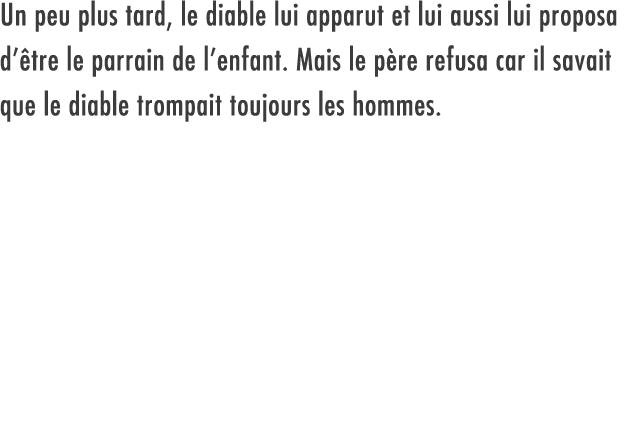 Un peu plus tard, le diable lui apparut et lui aussi lui proposa
d’être le parrain de l’enfant. Mais le père refusa car il savait
que le diable trompait toujours les hommes.